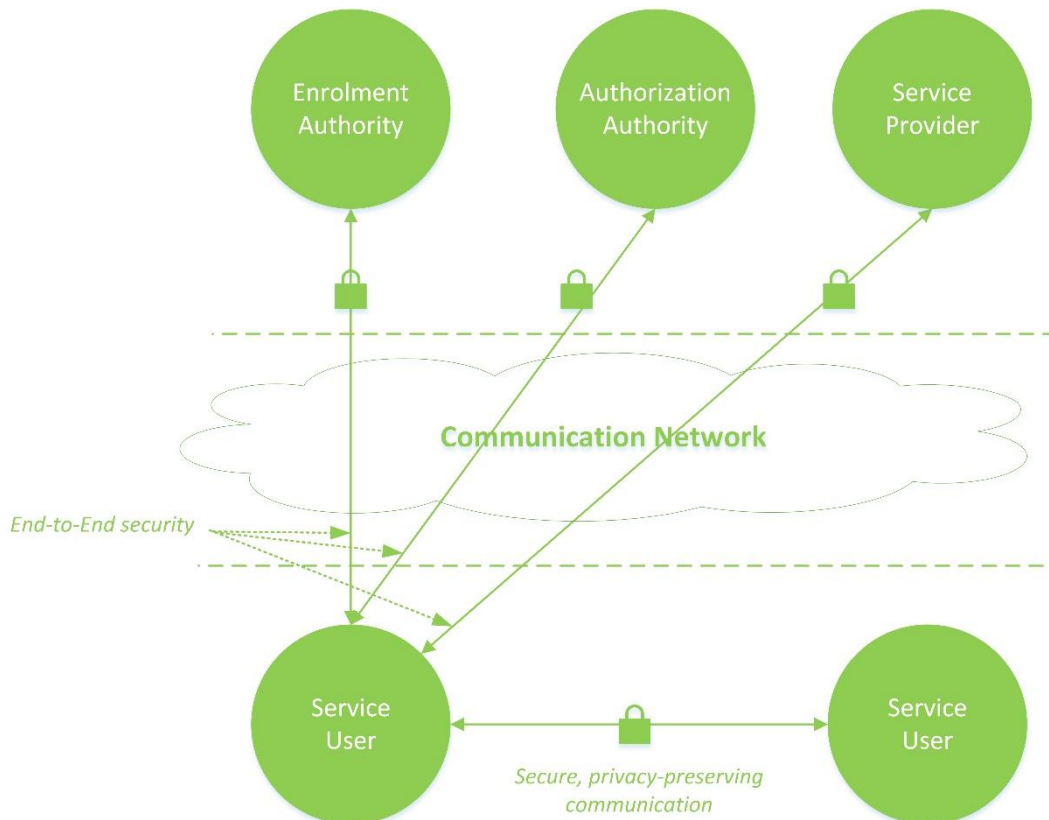 Enrolment
Authority
Authorization
Authority
Service
Provider
Communication Network
End-to-End security
Service
User
Service
User
Secure, privacy-preserving
communication